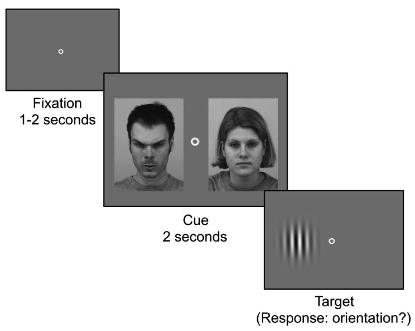 Fixation
1-2 seconds
Cue
2 seconds
Target
(Response: orientation?)